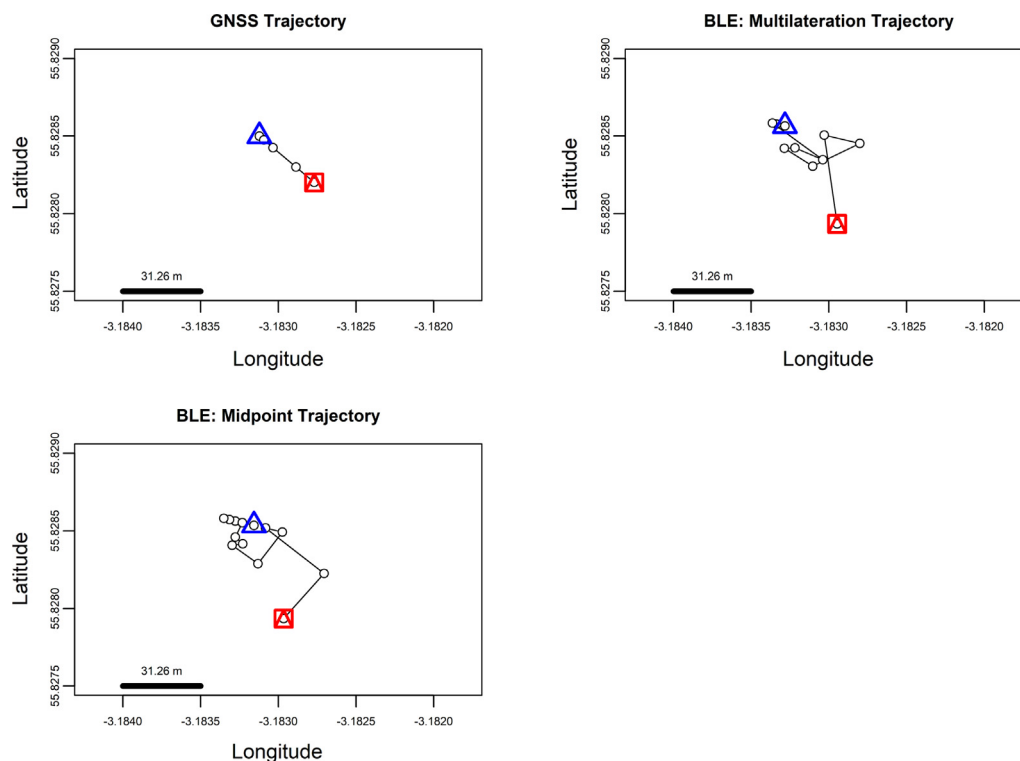 GNSS Trajectory
55.8290
55.8285
55.8280
55.8275
Latitude
31.26 m
-3.1840
-3.1835
-3.1830
-3.1825
-3.1820
Longitude
BLE: Multilateration Trajectory
55.8290
55.8285
55.8280
55.8275
Latitude
31.26 m
-3.1840
-3.1835
-3.1830
-3.1825
-3.1820
Longitude
BLE: Midpoint Trajectory
55.8290
55.8285
55.8280
55.8275
Latitude
31.26 m
-3.1840
-3.1835
-3.1830
-3.1825
-3.1820
Longitude